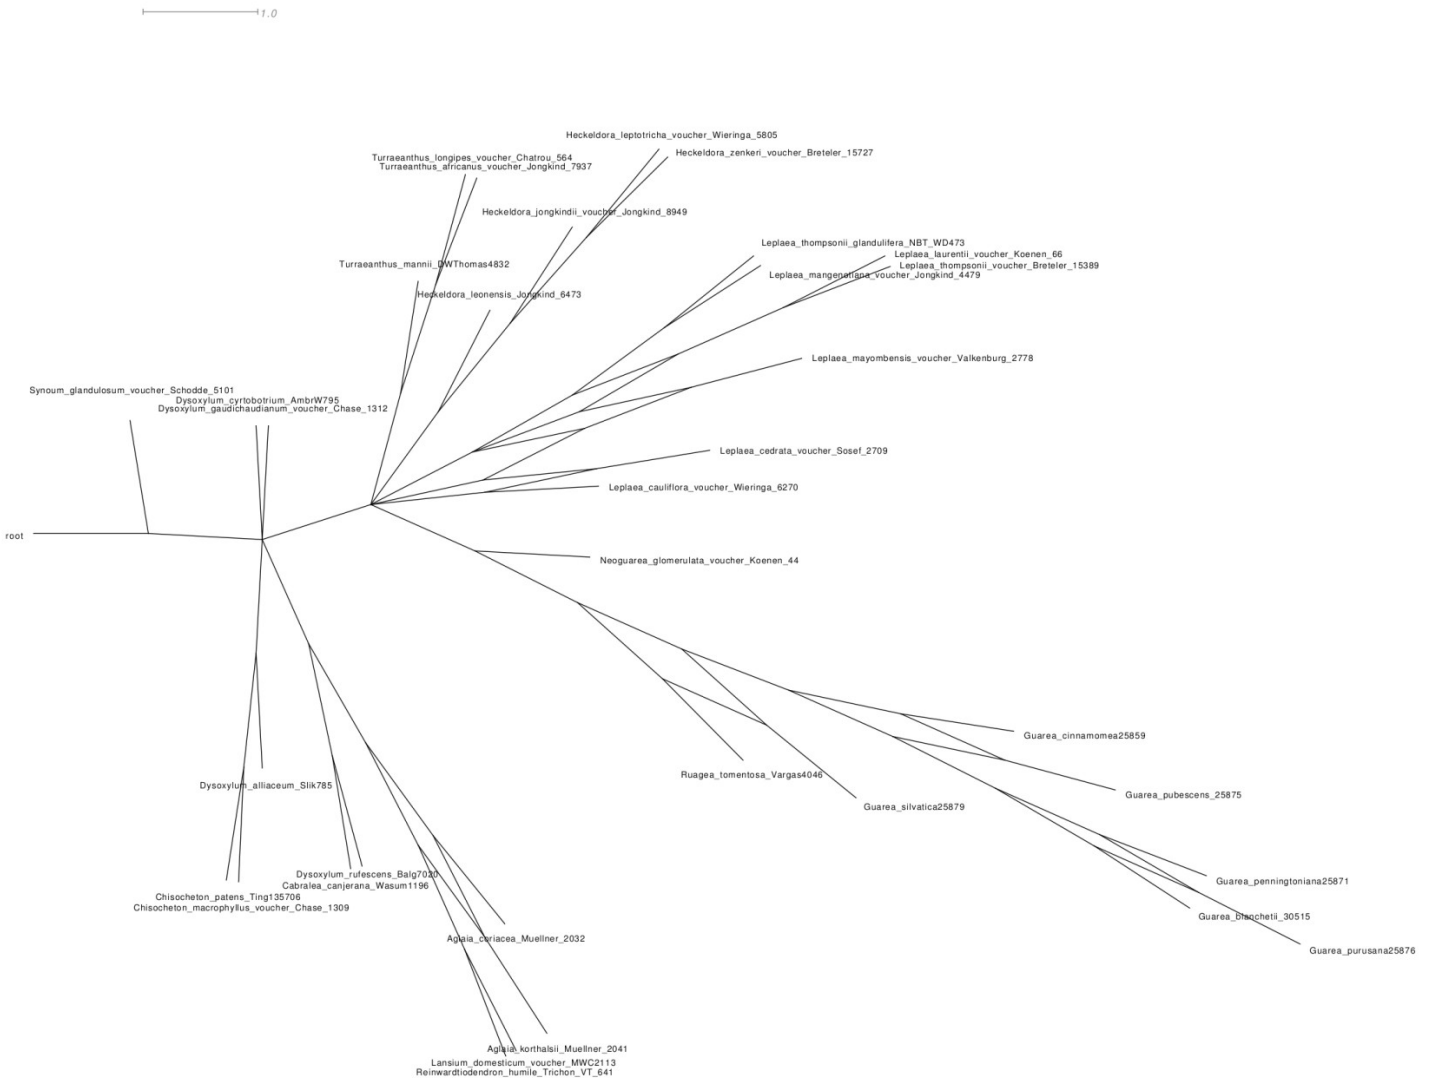 1.0
Heckeldora_leptotricha_voucher_Wieringa_5805
Heckeldora_zenkeri_voucher_Breteler_15727
Turraeanthus_longipes_voucher_Chatrou_564
Turraeanthus_africanus_voucher_Jongkind_7937
Heckeldora_jongkindii_voucher_Jongkind_8949
Leplaea_thompsonii_glandulifera_NBT_WD473
Leplaea_laurentii_voucher_Koenen_66
Turraeanthus_mannii_DWThomas4832
Leplaea_thompsonii_voucher_Breteler_15389
Leplaea_mangenotiana_voucher_Jongkind_4479
Heckeldora_leonensis_Jongkind_6473
Leplaea_mayombensis_voucher_Valkenburg_2778
Synoum_glandulosum_voucher_Schodde_5101
Dysoxylum_cyrtobotrium_AmbrW795
Dysoxylum_gaudichaudianum_voucher_Chase_1312
Leplaea_cedrata_voucher_Sosef_2709
Leplaea_cauliflora_voucher_Wieringa_6270
root
Neoguarea_glomerulata_voucher_Koenen_44
Guarea_cinnamomea25859
Ruagea_tomentosa_Vargas4046
Dysoxylum_alliaceum_Slik785
Guarea_pubescens_25875
Guarea_silvatica25879
Dysoxylum_rufescens_Balg7020
Guarea_penningtoniana25871
Cabralea_canjerana_Wasum1196
Chisocheton_patens_Ting135706
Chisocheton_macrophyllus_voucher_Chase_1309
Guarea_blanchetii_30515
Aglaia_coriacea_Muellner_2032
Guarea_purusana25876
Aglaia_korthalsii_Muellner_2041
Lansium_domesticum_voucher_MWC2113
Reinwardtiodendron_humile_Trichon_VT_641